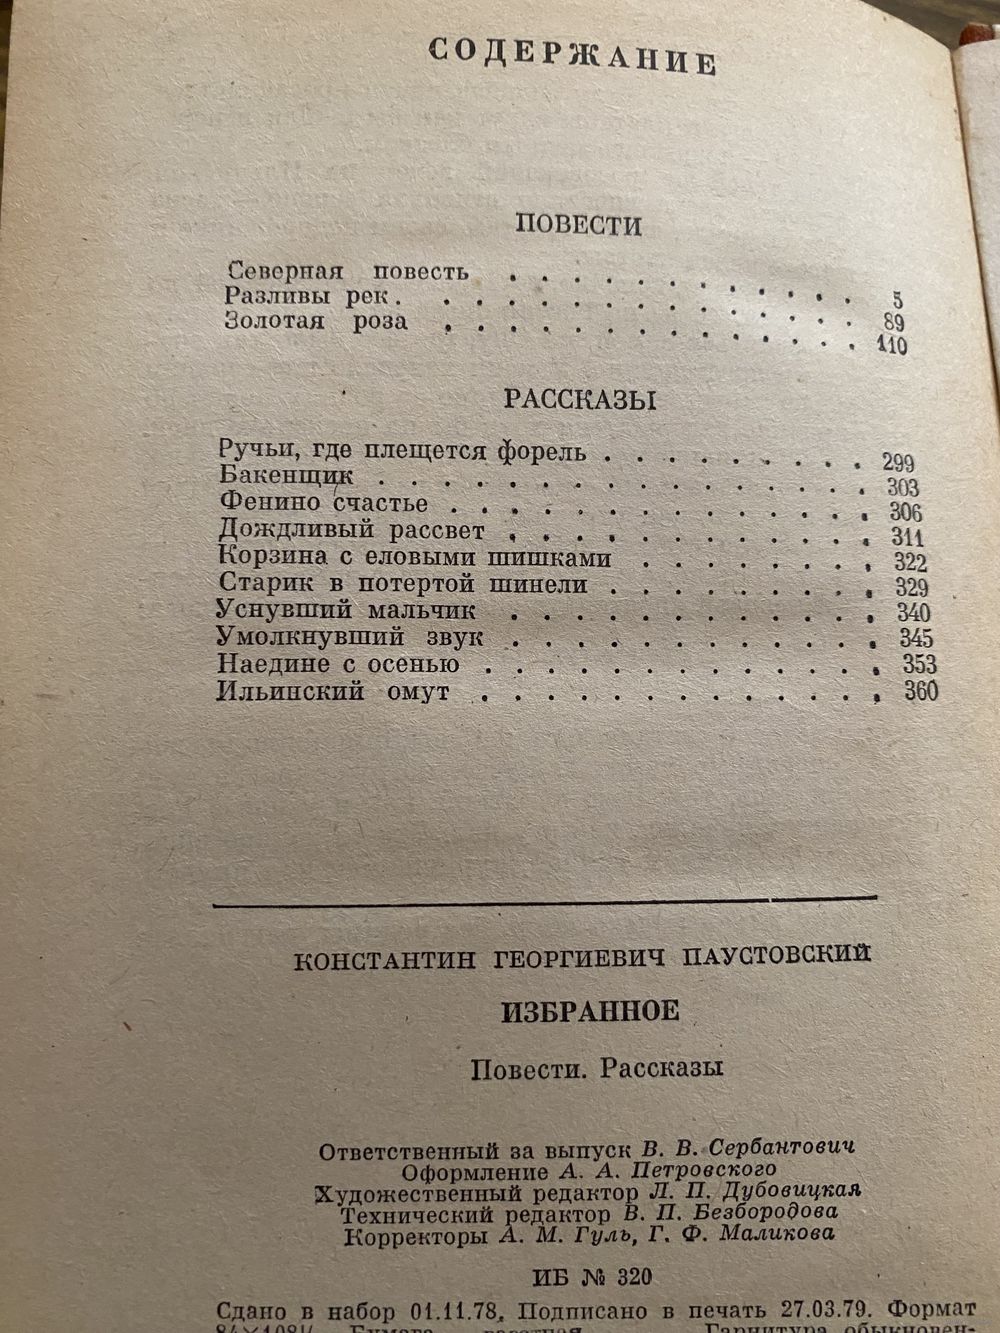 СОДЕРЖАНИЕ
ПОВЕСТИ
Северная повесть . . . . . . . . . . . 5
Разливы рек . . . . . . . . . . . . . . 89
Золотая роза . . . . . . . . . . . . . 110
РАССКАЗЫ
Ручьи, где плещется форель . . . . . . . . . 299
Бакенщик . . . . . . . . . . . . . . . . 303
Фенино счастье . . . . . . . . . . . . . . 306
Дождливый рассвет . . . . . . . . . . . . 311
Корзина с еловыми шишками . . . . . . . . 322
Старик в потертой шинели . . . . . . . . . 329
Уснувший мальчик . . . . . . . . . . . . 340
Умолкнувший звук . . . . . . . . . . . . 345
Наедине с осенью . . . . . . . . . . . . . 353
Ильинский омут . . . . . . . . . . . . . 360
КОНСТАНТИН ГЕОРГИЕВИЧ ПАУСТОВСКИЙ
ИЗБРАННОЕ
Повести. Рассказы
Ответственный за выпуск В. В. Сербантович
Оформление А. А. Петровского
Художественный редактор Л. П. Дубовицкая
Технический редактор В. П. Безбородова
Корректоры А. М. Гуль, Г. Ф. Маликова
ИБ № 320
Сдано в набор 01.11.78. Подписано в печать 27.03.79. Формат
Гарнитура обыкновен-